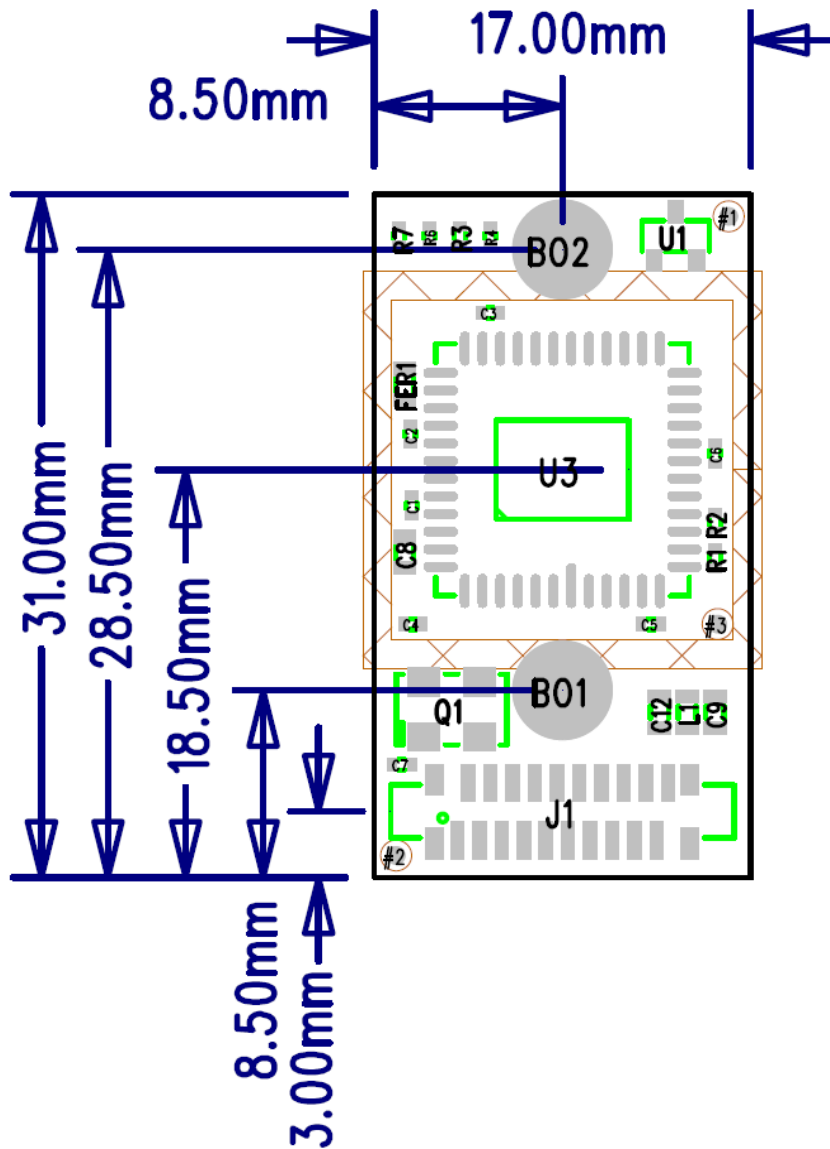 17.00mm
8.50mm
#1
R7 R6 R3 R4 BO2 U1
C3
FER1
C2 C6
U3
C1 R2
C8 R1
C4 C5 #3
31.00mm
28.50mm
18.50mm
BO1
Q1 C12 L1 C9
C7
J1
#2
8.50mm
3.00mm